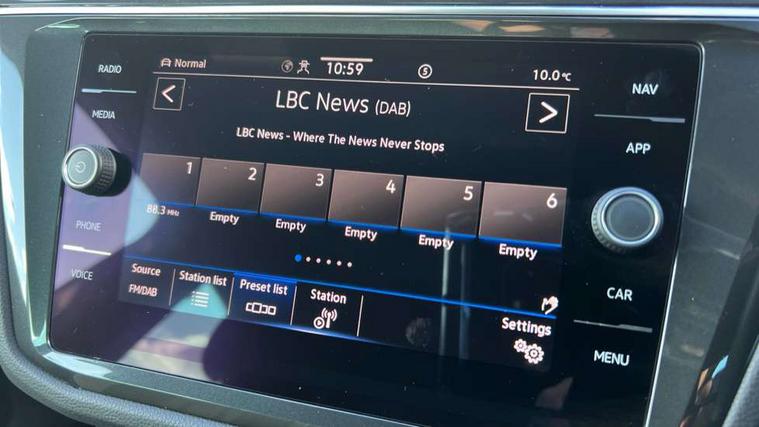 RADIO
MEDIA
PHONE
VOICE
Normal
10:59
5
10.0°C
LBC News (DAB)
LBC News - Where The News Never Stops
1
2
3
4
5
6
88.3 MHz
Empty
Empty
Empty
Empty
Empty
Source
FM/DAB
Station list
Preset list
Station
Settings
NAV
APP
CAR
MENU